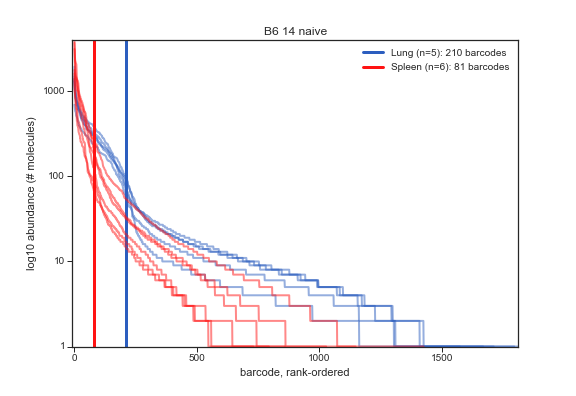 B6 14 naive
Lung (n=5): 210 barcodes
Spleen (n=6): 81 barcodes
log10 abundance (# molecules)
1000
100
10
1
0
500
1000
1500
barcode, rank-ordered